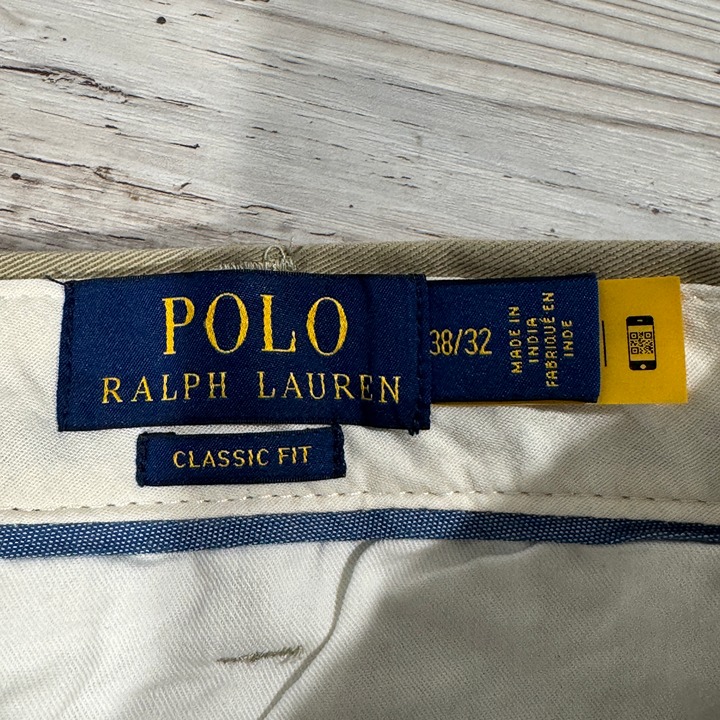 POLO
RALPH LAUREN
38/32
MADE IN
INDIA
FABRIQUÉ EN
INDE
CLASSIC FIT